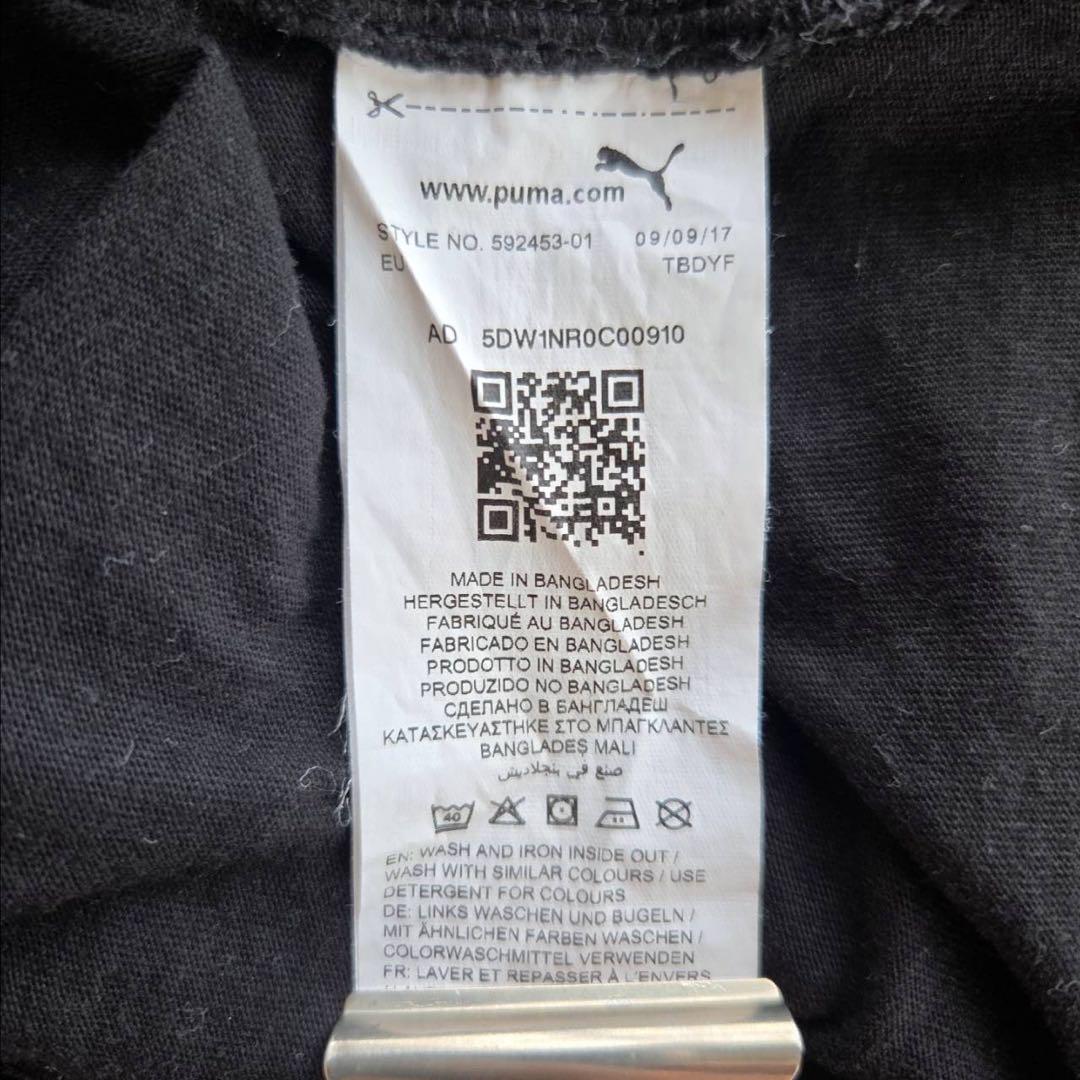 www.puma.com
STYLE NO. 592453-01 09/09/17
EU TBDYF
AD 5DW1NR0C00910
MADE IN BANGLADESH
HERGESTELLT IN BANGLADESCH
FABRIQUÉ AU BANGLADESH
FABRICADO EN BANGLADESH
PRODOTTO IN BANGLADESH
PRODUZIDO NO BANGLADESH
СДЕЛАНО В БАНГЛАДЕШ
ΚΑΤΑΣΚΕΥΑΣΤΗΚΕ ΣΤΟ ΜΠΑΓΚΛΑΝΤΕΣ
BANGLADEŞ MALI
صنع في بنجلاديش
40
EN: WASH AND IRON INSIDE OUT /
WASH WITH SIMILAR COLOURS / USE
DETERGENT FOR COLOURS
DE: LINKS WASCHEN UND BUGELN /
MIT ÄHNLICHEN FARBEN WASCHEN /
COLORWASCHMITTEL VERWENDEN
FR: LAVER ET REPASSER À L'ENVERS